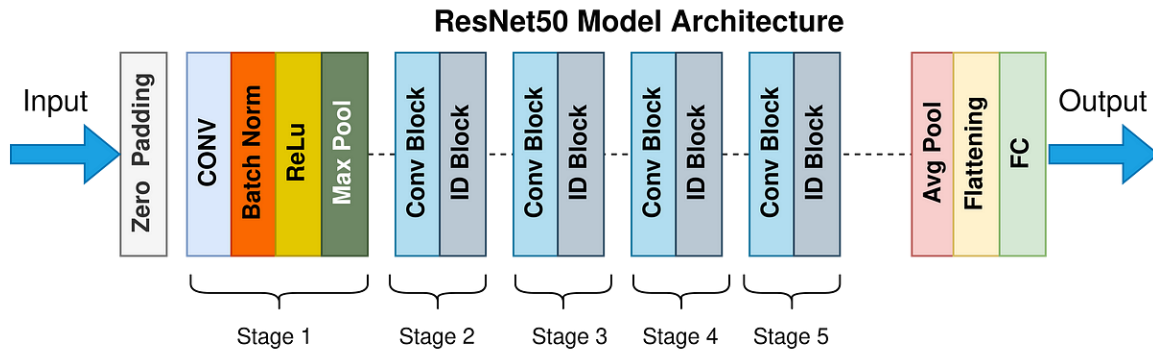 ResNet50 Model Architecture
Input
Zero Padding
CONV
Batch Norm
ReLu
Max Pool
Conv Block
ID Block
Conv Block
ID Block
Conv Block
ID Block
Conv Block
ID Block
Avg Pool
Flattening
FC
Output
Stage 1
Stage 2
Stage 3
Stage 4
Stage 5